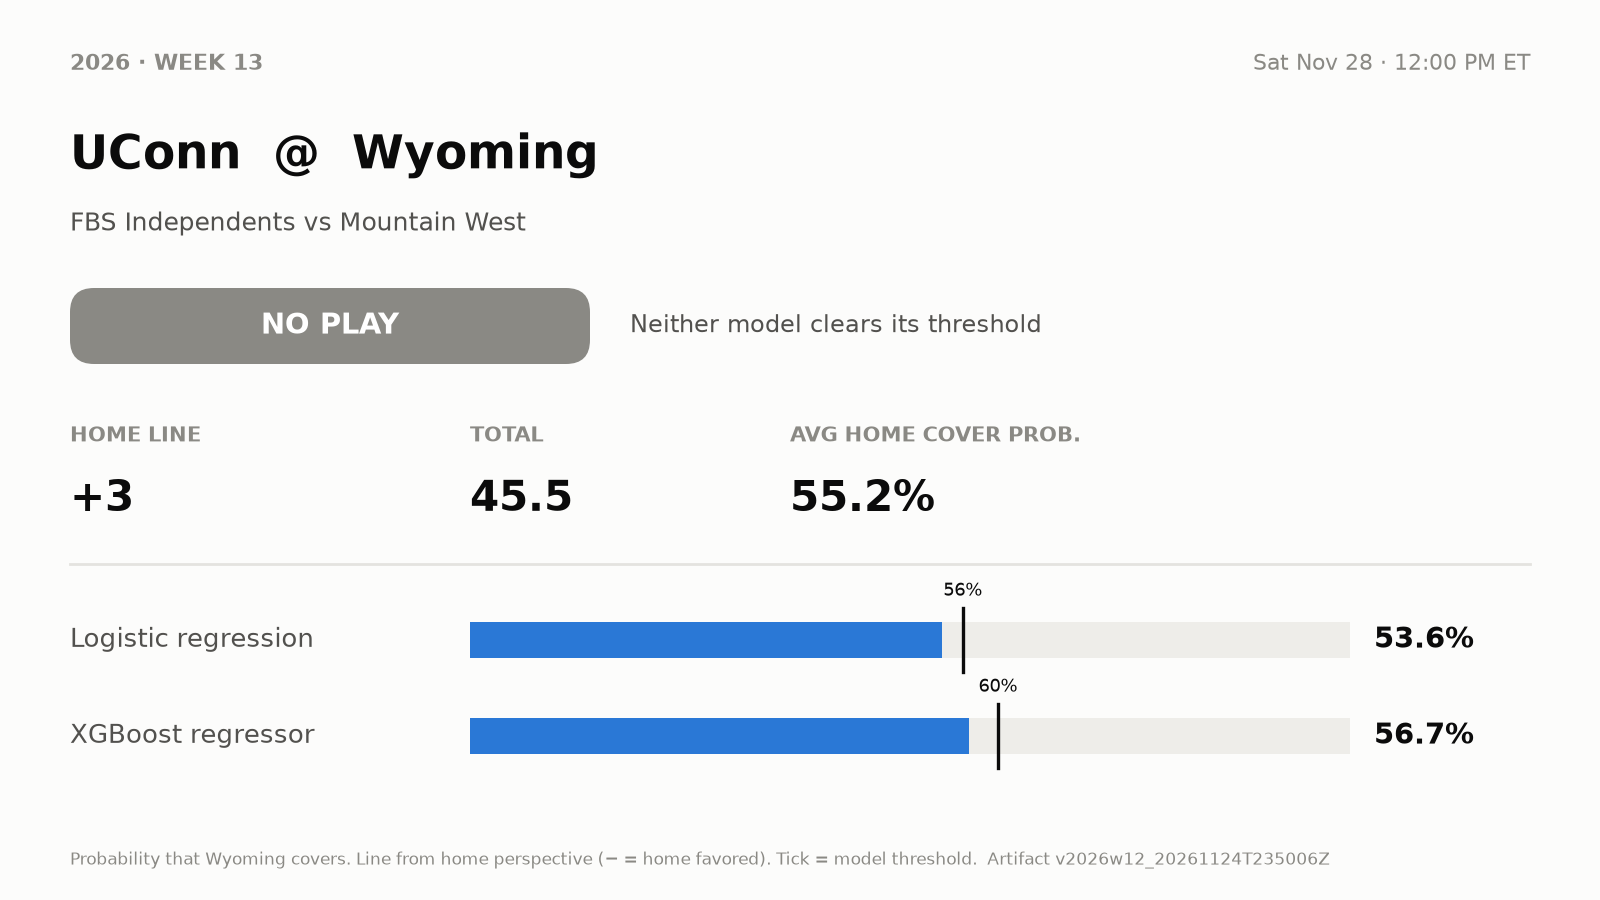 2026 · WEEK 13
Sat Nov 28 · 12:00 PM ET
UConn @ Wyoming
FBS Independents vs Mountain West
NO PLAY
Neither model clears its threshold
HOME LINE
TOTAL
AVG HOME COVER PROB.
+3
45.5
55.2%
56%
Logistic regression
53.6%
60%
XGBoost regressor
56.7%
Probability that Wyoming covers. Line from home perspective (− = home favored). Tick = model threshold. Artifact v2026w12_20261124T235006Z